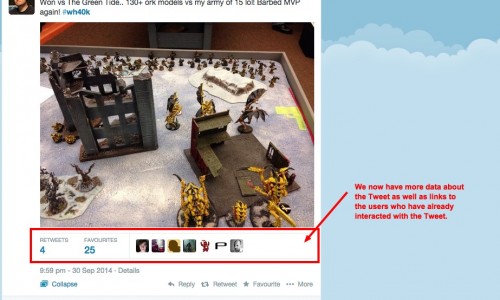 Won vs The Green Tide.. 130+ ork models vs my army of 15 lol! Barbed MVP
again! #wh40k
We now have more data about
the Tweet as well as links to
the users who have already
interacted with the Tweet.
RETWEETS FAVOURITES
4 25
P
9:59 pm - 30 Sep 2014 · Details
Collapse Reply Retweet Favourite More